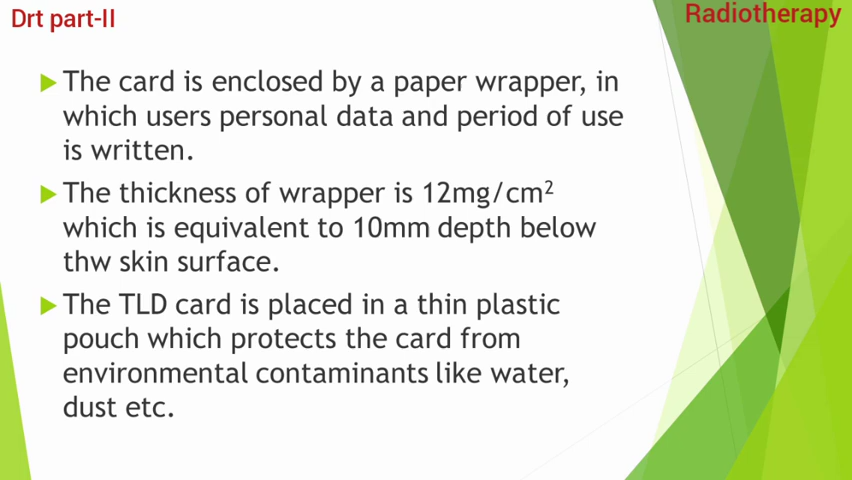 Drt part-II
Radiotherapy
The card is enclosed by a paper wrapper, in
which users personal data and period of use
is written.
The thickness of wrapper is 12mg/cm²
which is equivalent to 10mm depth below
thw skin surface.
The TLD card is placed in a thin plastic
pouch which protects the card from
environmental contaminants like water,
dust etc.